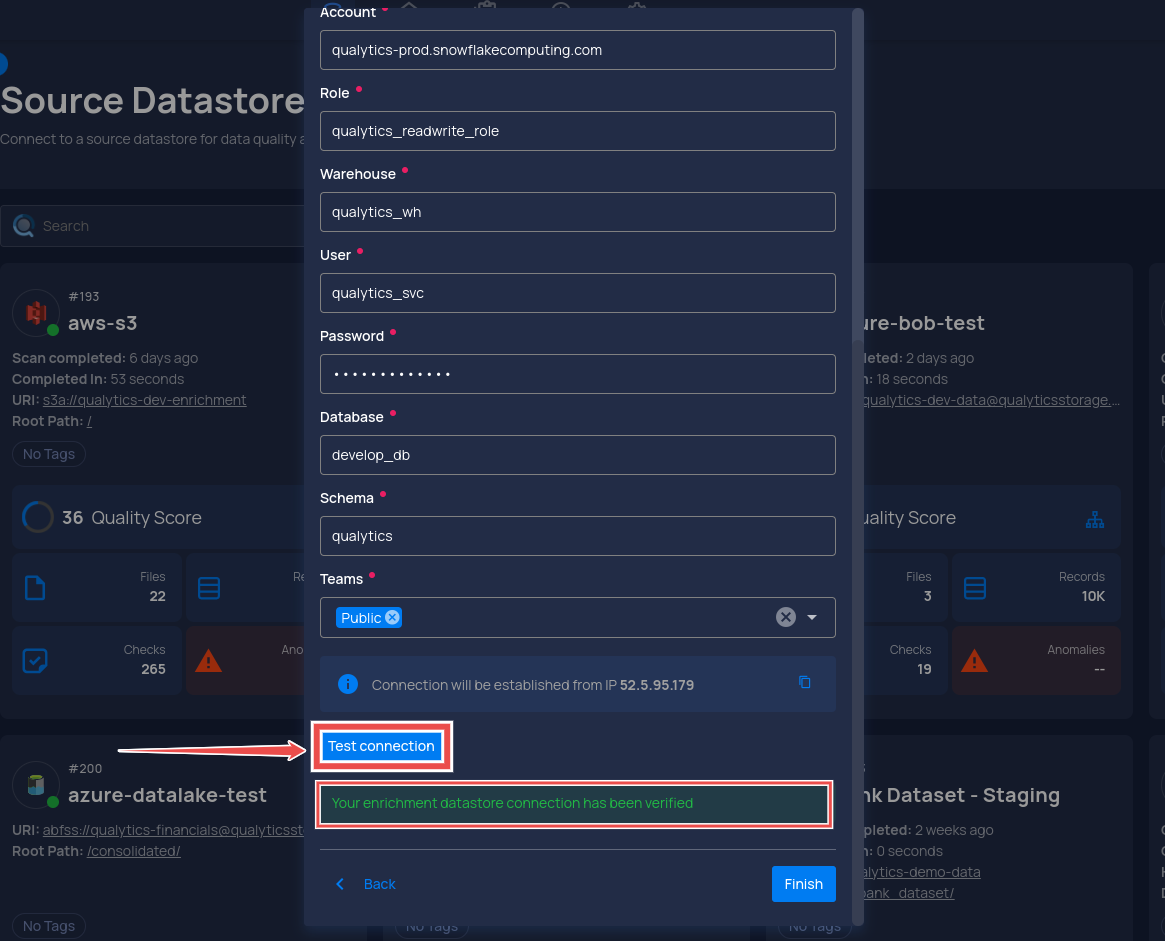 Account
qualytics-prod.snowflakecomputing.com
Role
qualytics_readwrite_role
Warehouse
qualytics_wh
User
qualytics_svc
Password
•••••••••••••
Database
develop_db
Schema
qualytics
Teams
Public
Connection will be established from IP 52.5.95.179
Test connection
Your enrichment datastore connection has been verified
Back
Finish
Source Datastore
Connect to a source datastore for data quality
Search
#193
aws-s3
Scan completed: 6 days ago
Completed In: 53 seconds
URI: s3a://qualytics-dev-enrichment
Root Path: /
No Tags
36 Quality Score
Files
22
Checks
265
#200
azure-datalake-test
URI: abfss://qualytics-financials@qualyticsst
Root Path: /consolidated/
No Tags
No Tags
ure-bob-test
leted: 2 days ago
18 seconds
qualytics-dev-data@qualyticsstorage....
uality Score
Files
3
Records
10K
Checks
19
Anomalies
--
nk Dataset - Staging
pleted: 2 weeks ago
0 seconds
alytics-demo-data
bank_dataset/
No Tags